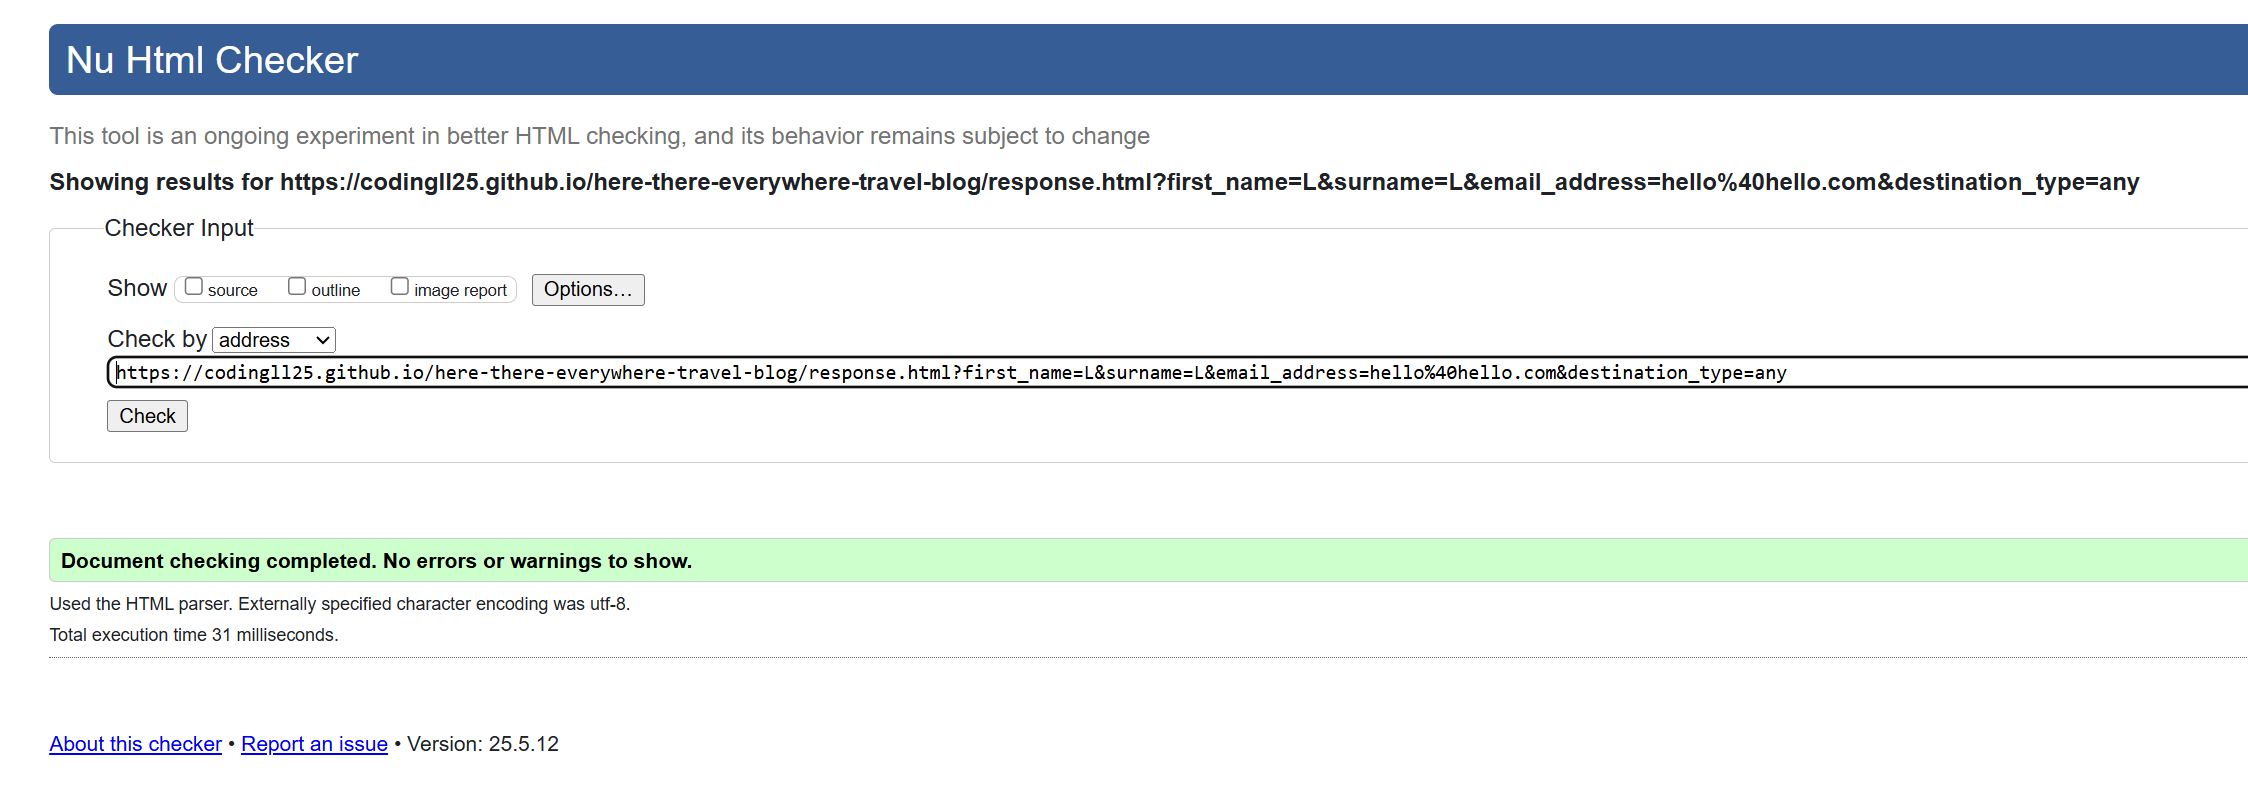 Nu Html Checker
This tool is an ongoing experiment in better HTML checking, and its behavior remains subject to change
Showing results for https://codingll25.github.io/here-there-everywhere-travel-blog/response.html?first_name=L&surname=L&email_address=hello%40hello.com&destination_type=any
Checker Input
Show source outline image report Options...
Check by address
https://codingll25.github.io/here-there-everywhere-travel-blog/response.html?first_name=L&surname=L&email_address=hello%40hello.com&destination_type=any
Check
Document checking completed. No errors or warnings to show.
Used the HTML parser. Externally specified character encoding was utf-8.
Total execution time 31 milliseconds.
About this checker • Report an issue • Version: 25.5.12